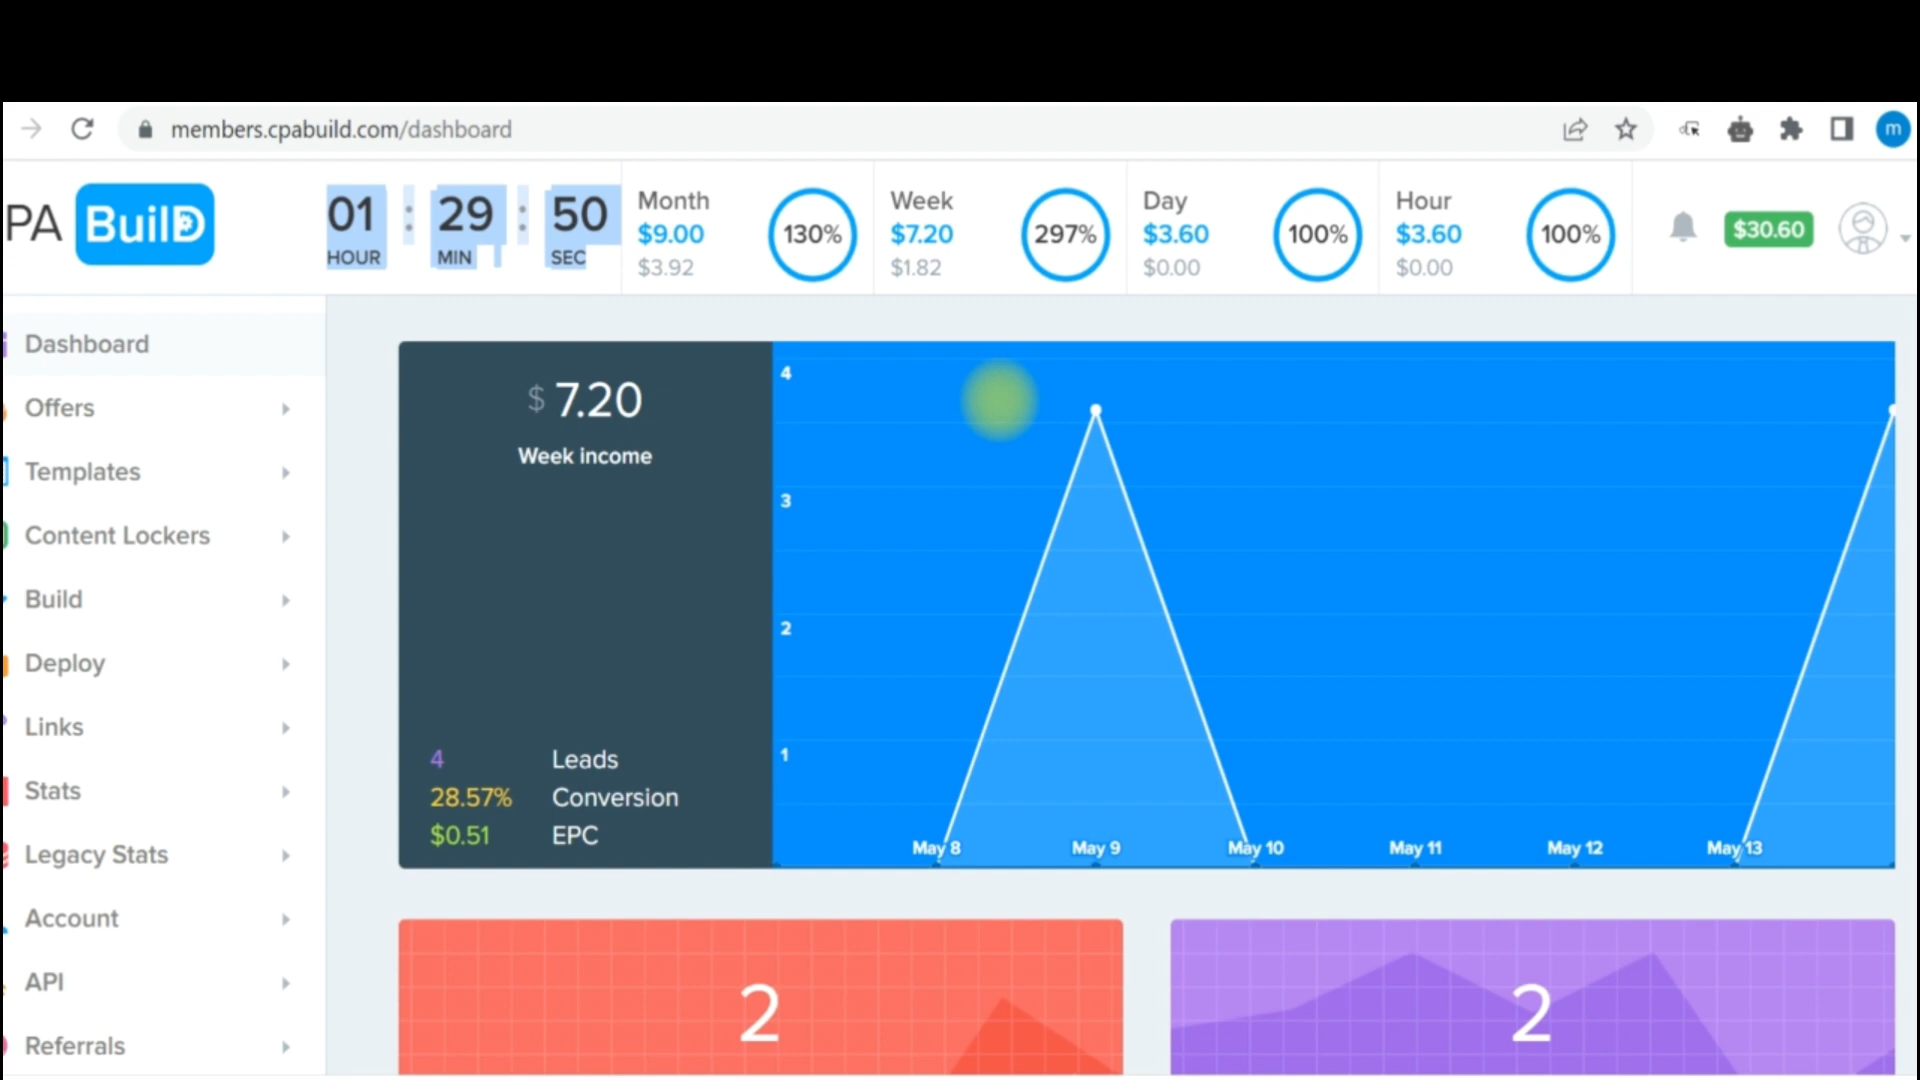 members.cpabuild.com/dashboard
m
PA BuilD
01 : 29 : 50
HOUR MIN SEC
Month
$9.00
$3.92
130%
Week
$7.20
$1.82
297%
Day
$3.60
$0.00
100%
Hour
$3.60
$0.00
100%
$30.60
Dashboard
Offers
Templates
Content Lockers
Build
Deploy
Links
Stats
Legacy Stats
Account
API
Referrals
$ 7.20
Week income
4 Leads
28.57% Conversion
$0.51 EPC
4
3
2
1
May 8 May 9 May 10 May 11 May 12 May 13
2
2